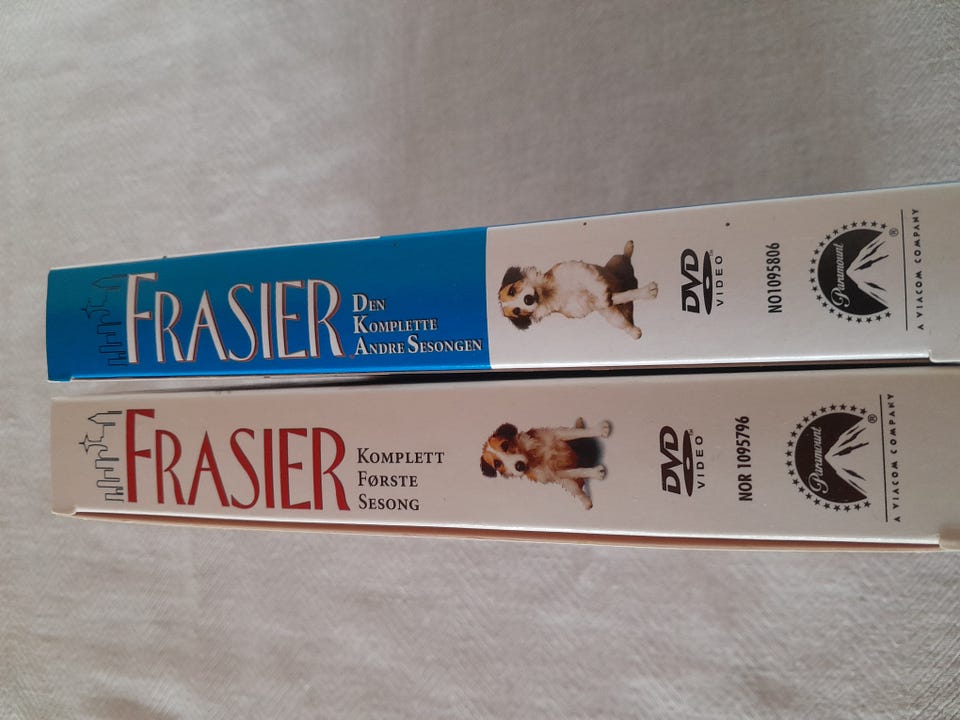 FRASIER
DEN
KOMPLETTE
ANDRE SESONGEN
DVD
VIDEO
NO1095806
Paramount
®
A VIACOM COMPANY
FRASIER
KOMPLETT
FØRSTE
SESONG
DVD
VIDEO
NOR 1095796
Paramount
®
A VIACOM COMPANY